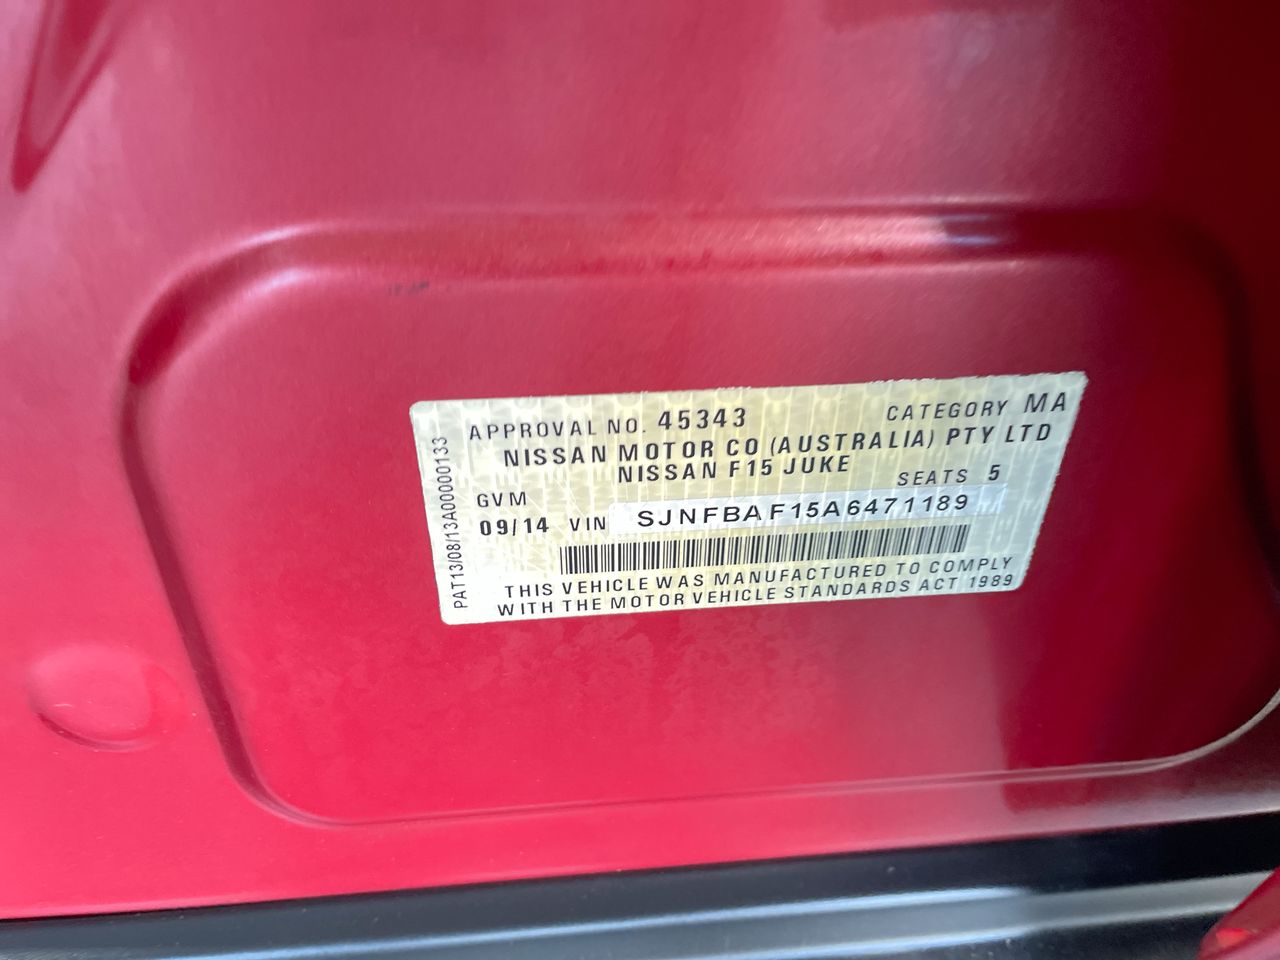 APPROVAL NO. 45343 CATEGORY MA
NISSAN MOTOR CO (AUSTRALIA) PTY LTD
NISSAN F15 JUKE
GVM SEATS 5
09/14 VIN SJNFBAF15A6471189
THIS VEHICLE WAS MANUFACTURED TO COMPLY
WITH THE MOTOR VEHICLE STANDARDS ACT 1989
PAT13/08/13A00000133